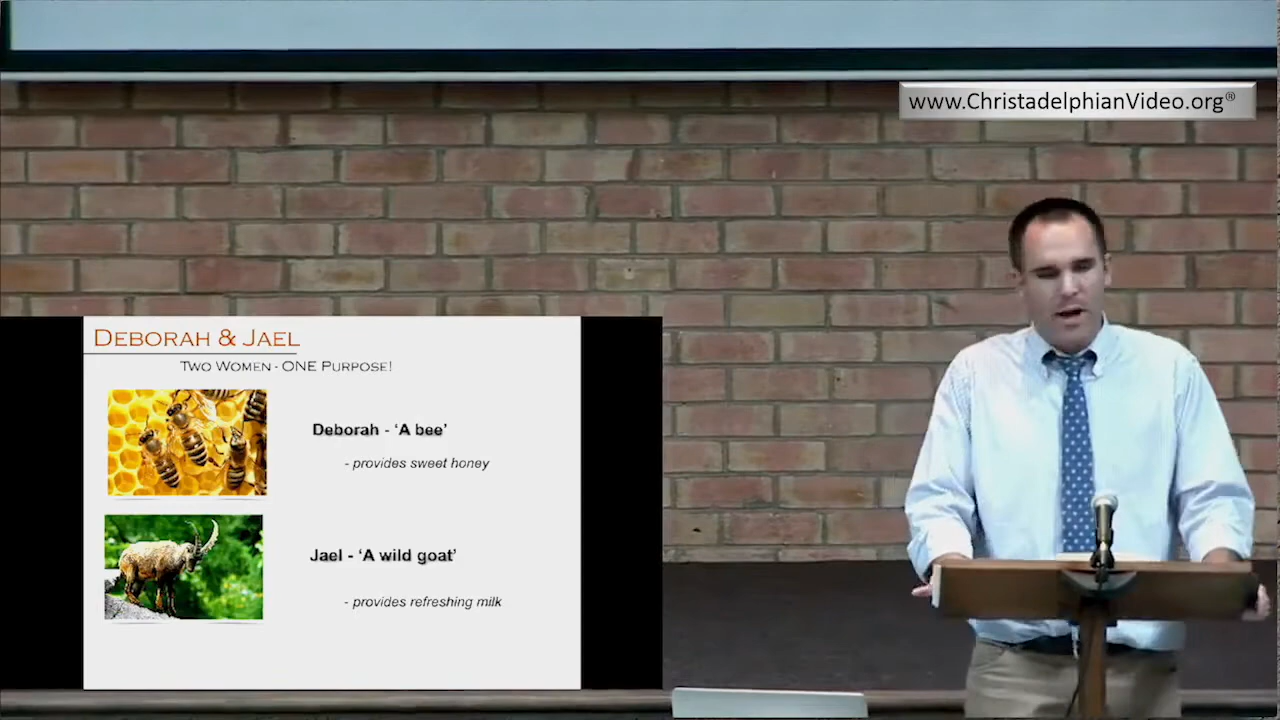 www.ChristadelphianVideo.org®
DEBORAH & JAEL
TWO WOMEN - ONE PURPOSE!
Deborah - ‘A bee’
- provides sweet honey
Jael - ‘A wild goat’
- provides refreshing milk